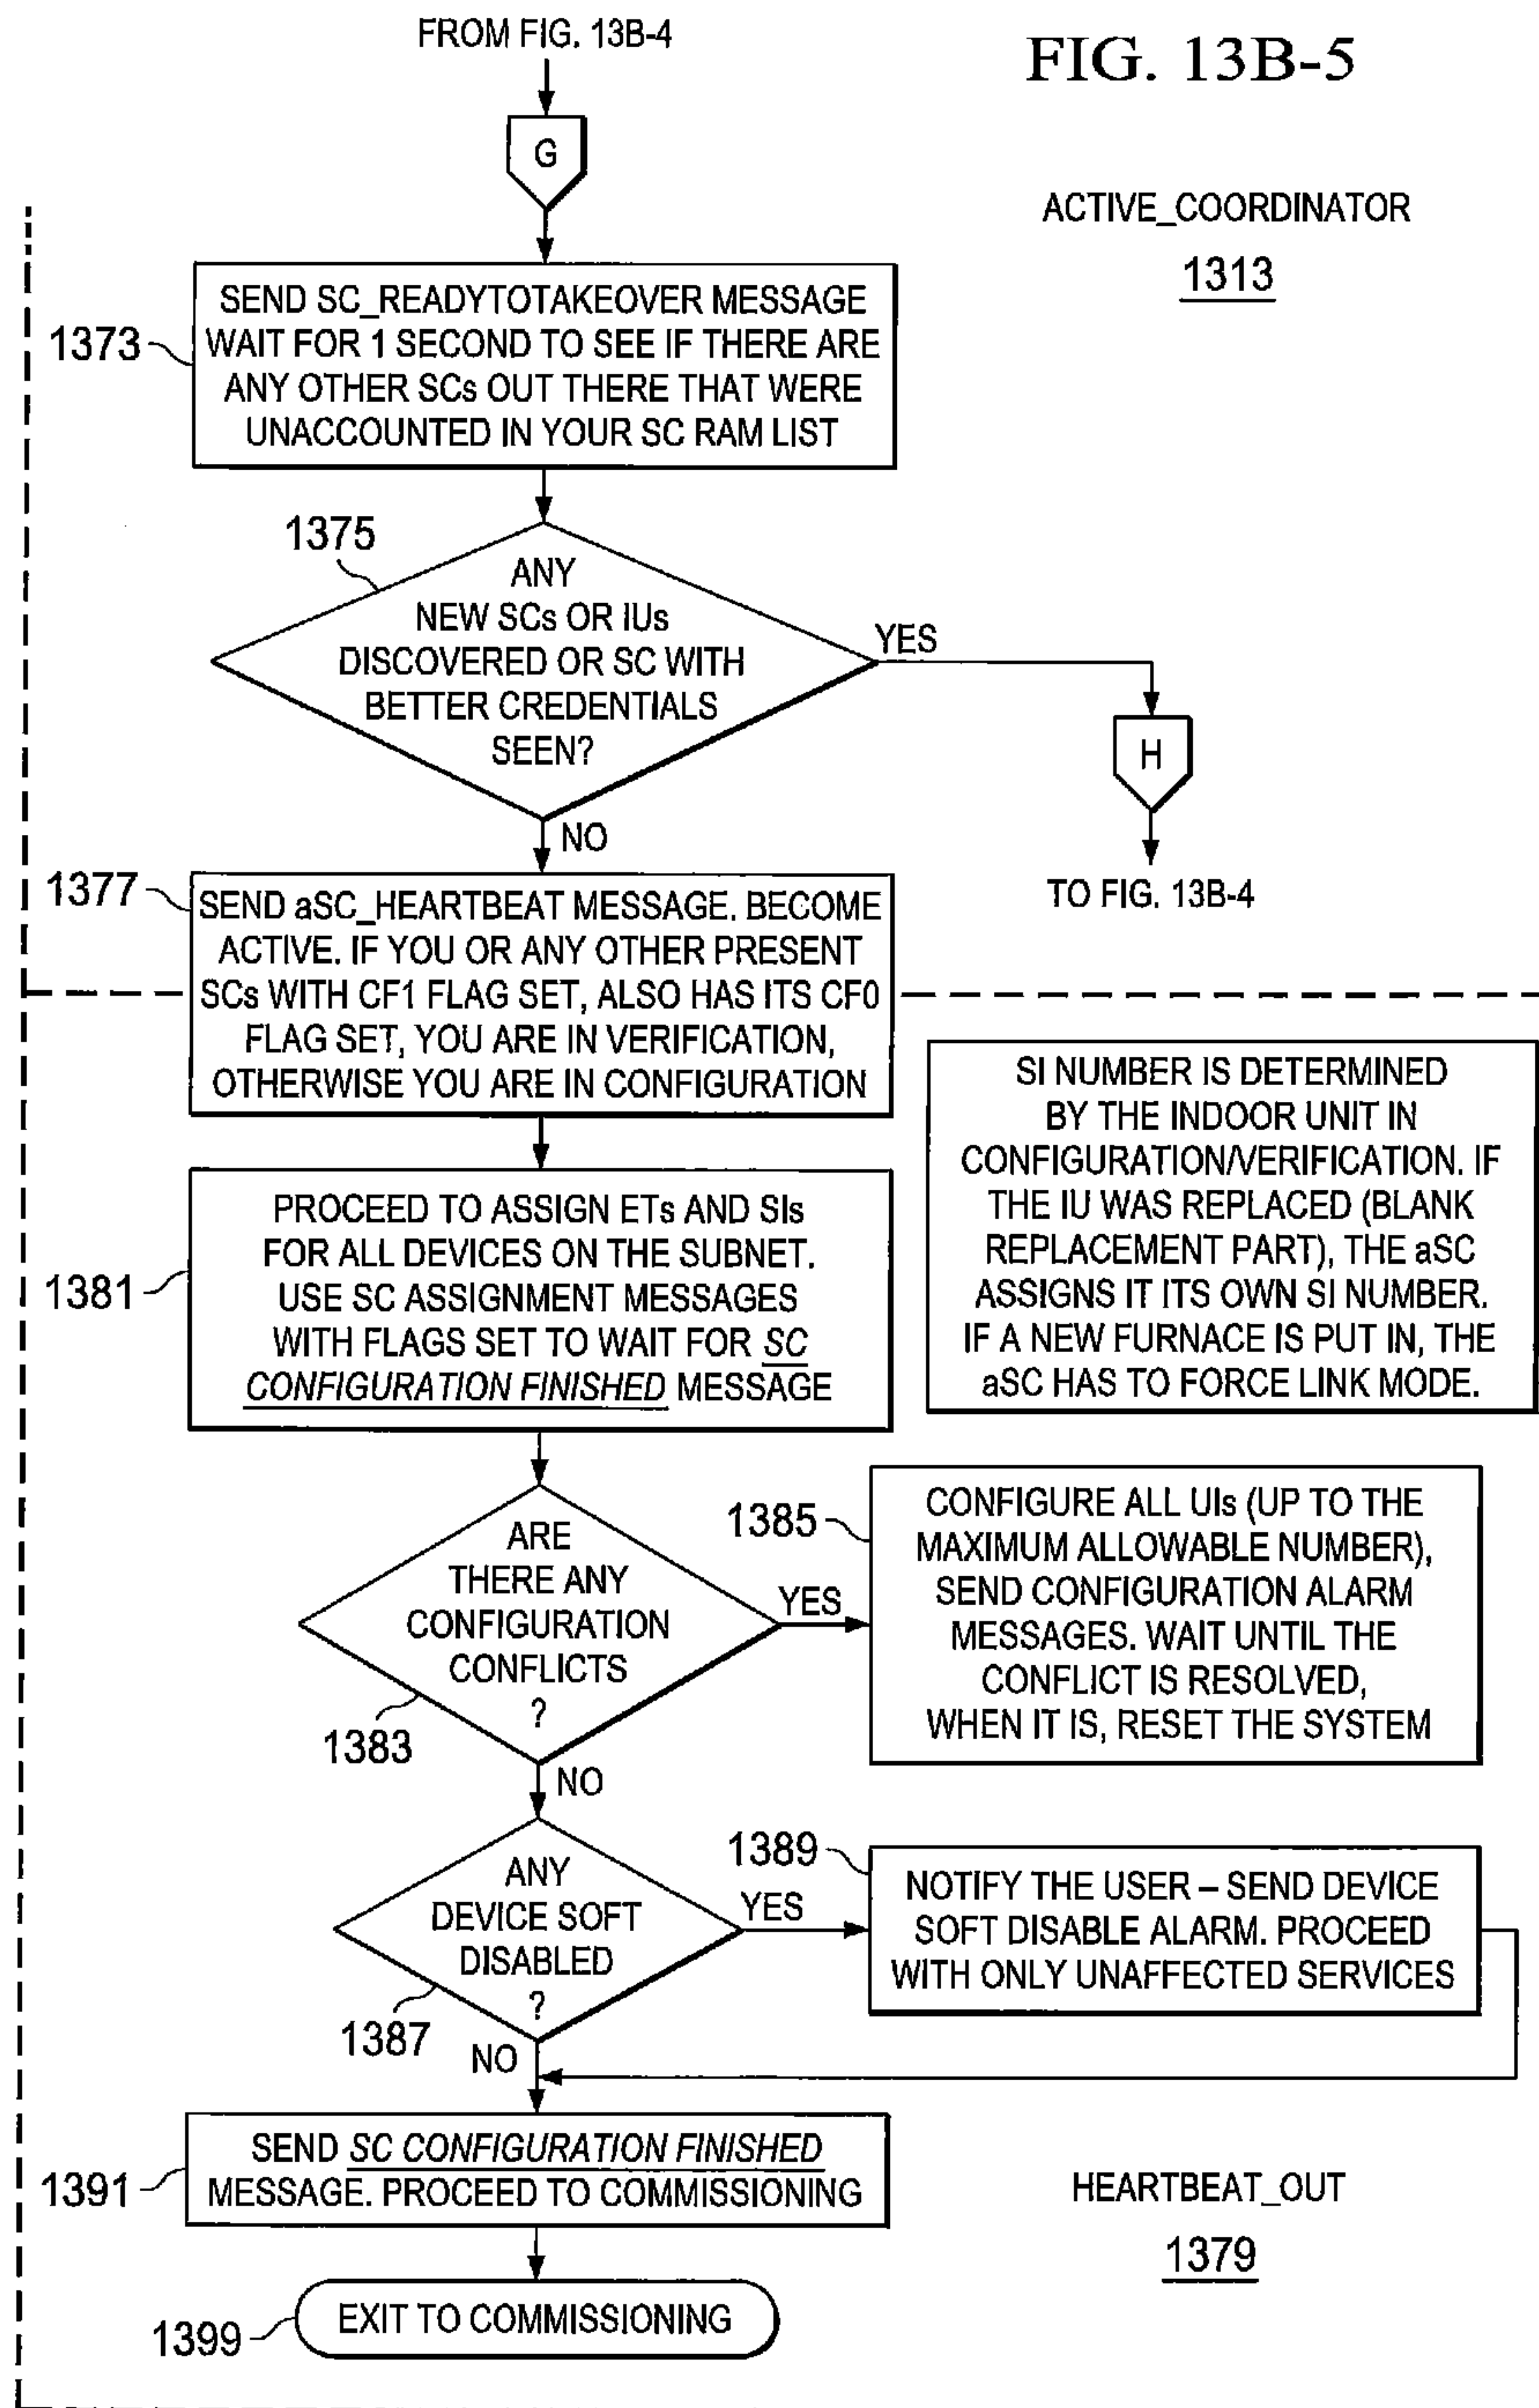 FROM FIG. 13B-4
FIG. 13B-5
G
ACTIVE_COORDINATOR
1313
1373
SEND SC_READYTOTAKEOVER MESSAGE
WAIT FOR 1 SECOND TO SEE IF THERE ARE
ANY OTHER SCs OUT THERE THAT WERE
UNACCOUNTED IN YOUR SC RAM LIST
1375
ANY
NEW SCs OR IUs
DISCOVERED OR SC WITH
BETTER CREDENTIALS
SEEN?
YES
H
TO FIG. 13B-4
NO
1377
SEND aSC_HEARTBEAT MESSAGE. BECOME
ACTIVE. IF YOU OR ANY OTHER PRESENT
SCs WITH CF1 FLAG SET, ALSO HAS ITS CF0
FLAG SET, YOU ARE IN VERIFICATION,
OTHERWISE YOU ARE IN CONFIGURATION
SI NUMBER IS DETERMINED
BY THE INDOOR UNIT IN
CONFIGURATION/VERIFICATION. IF
THE IU WAS REPLACED (BLANK
REPLACEMENT PART), THE aSC
ASSIGNS IT ITS OWN SI NUMBER.
IF A NEW FURNACE IS PUT IN, THE
aSC HAS TO FORCE LINK MODE.
1381
PROCEED TO ASSIGN ETs AND SIs
FOR ALL DEVICES ON THE SUBNET.
USE SC ASSIGNMENT MESSAGES
WITH FLAGS SET TO WAIT FOR SC
CONFIGURATION FINISHED MESSAGE
1383
ARE
THERE ANY
CONFIGURATION
CONFLICTS
?
YES
1385
CONFIGURE ALL UIs (UP TO THE
MAXIMUM ALLOWABLE NUMBER),
SEND CONFIGURATION ALARM
MESSAGES. WAIT UNTIL THE
CONFLICT IS RESOLVED,
WHEN IT IS, RESET THE SYSTEM
NO
1387
ANY
DEVICE SOFT
DISABLED
?
YES
1389
NOTIFY THE USER – SEND DEVICE
SOFT DISABLE ALARM. PROCEED
WITH ONLY UNAFFECTED SERVICES
NO
1391
SEND SC CONFIGURATION FINISHED
MESSAGE. PROCEED TO COMMISSIONING
HEARTBEAT_OUT
1379
1399
EXIT TO COMMISSIONING